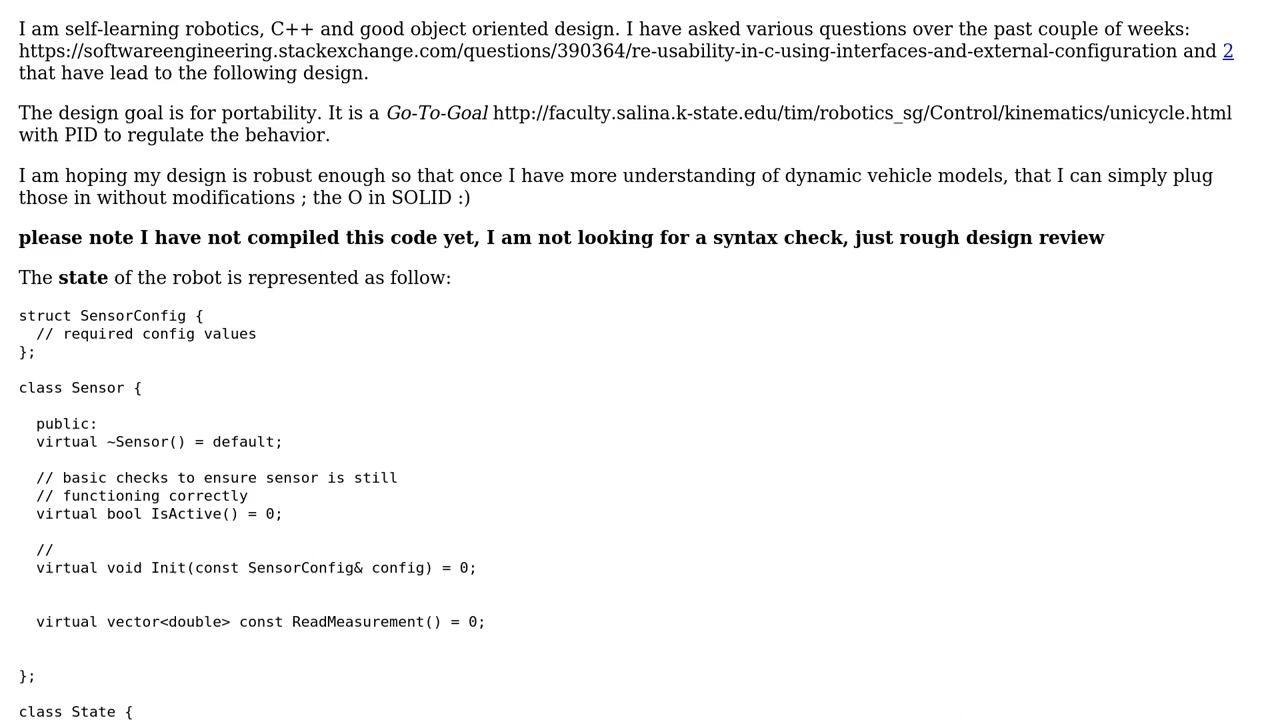 I am self-learning robotics, C++ and good object oriented design. I have asked various questions over the past couple of weeks:
https://softwareengineering.stackexchange.com/questions/390364/re-usability-in-c-using-interfaces-and-external-configuration and 2
that have lead to the following design.
The design goal is for portability. It is a Go-To-Goal http://faculty.salina.k-state.edu/tim/robotics_sg/Control/kinematics/unicycle.html
with PID to regulate the behavior.
I am hoping my design is robust enough so that once I have more understanding of dynamic vehicle models, that I can simply plug
those in without modifications ; the O in SOLID :)
please note I have not compiled this code yet, I am not looking for a syntax check, just rough design review
The state of the robot is represented as follow:
struct SensorConfig {
  // required config values
};
class Sensor {
  public:
  virtual ~Sensor() = default;
  // basic checks to ensure sensor is still
  // functioning correctly
  virtual bool IsActive() = 0;
  //
  virtual void Init(const SensorConfig& config) = 0;
  virtual vector<double> const ReadMeasurement() = 0;
};
class State {